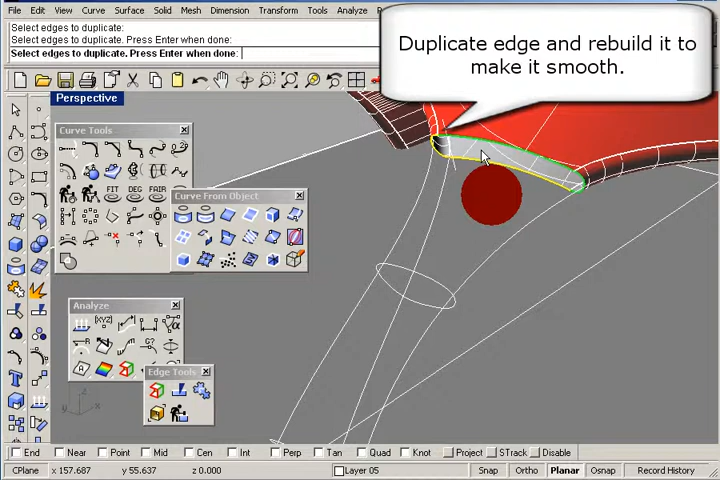 File Edit View Curve Surface Solid Mesh Dimension Transform Tools Analyze
Select edges to duplicate:
Select edges to duplicate. Press Enter when done:
Select edges to duplicate. Press Enter when done:
Duplicate edge and rebuild it to
make it smooth.
Perspective
Curve Tools
FIT DEV FAIR
Curve From Object
Analyze
[XYZ]
G?
Edge Tools
z y
x
End Near Point Mid Cen Int Perp Tan Quad Knot Project STrack Disable
CPlane x 157.687 y 55.637 z 0.000 Layer 05 Snap Ortho Planar Osnap Record History